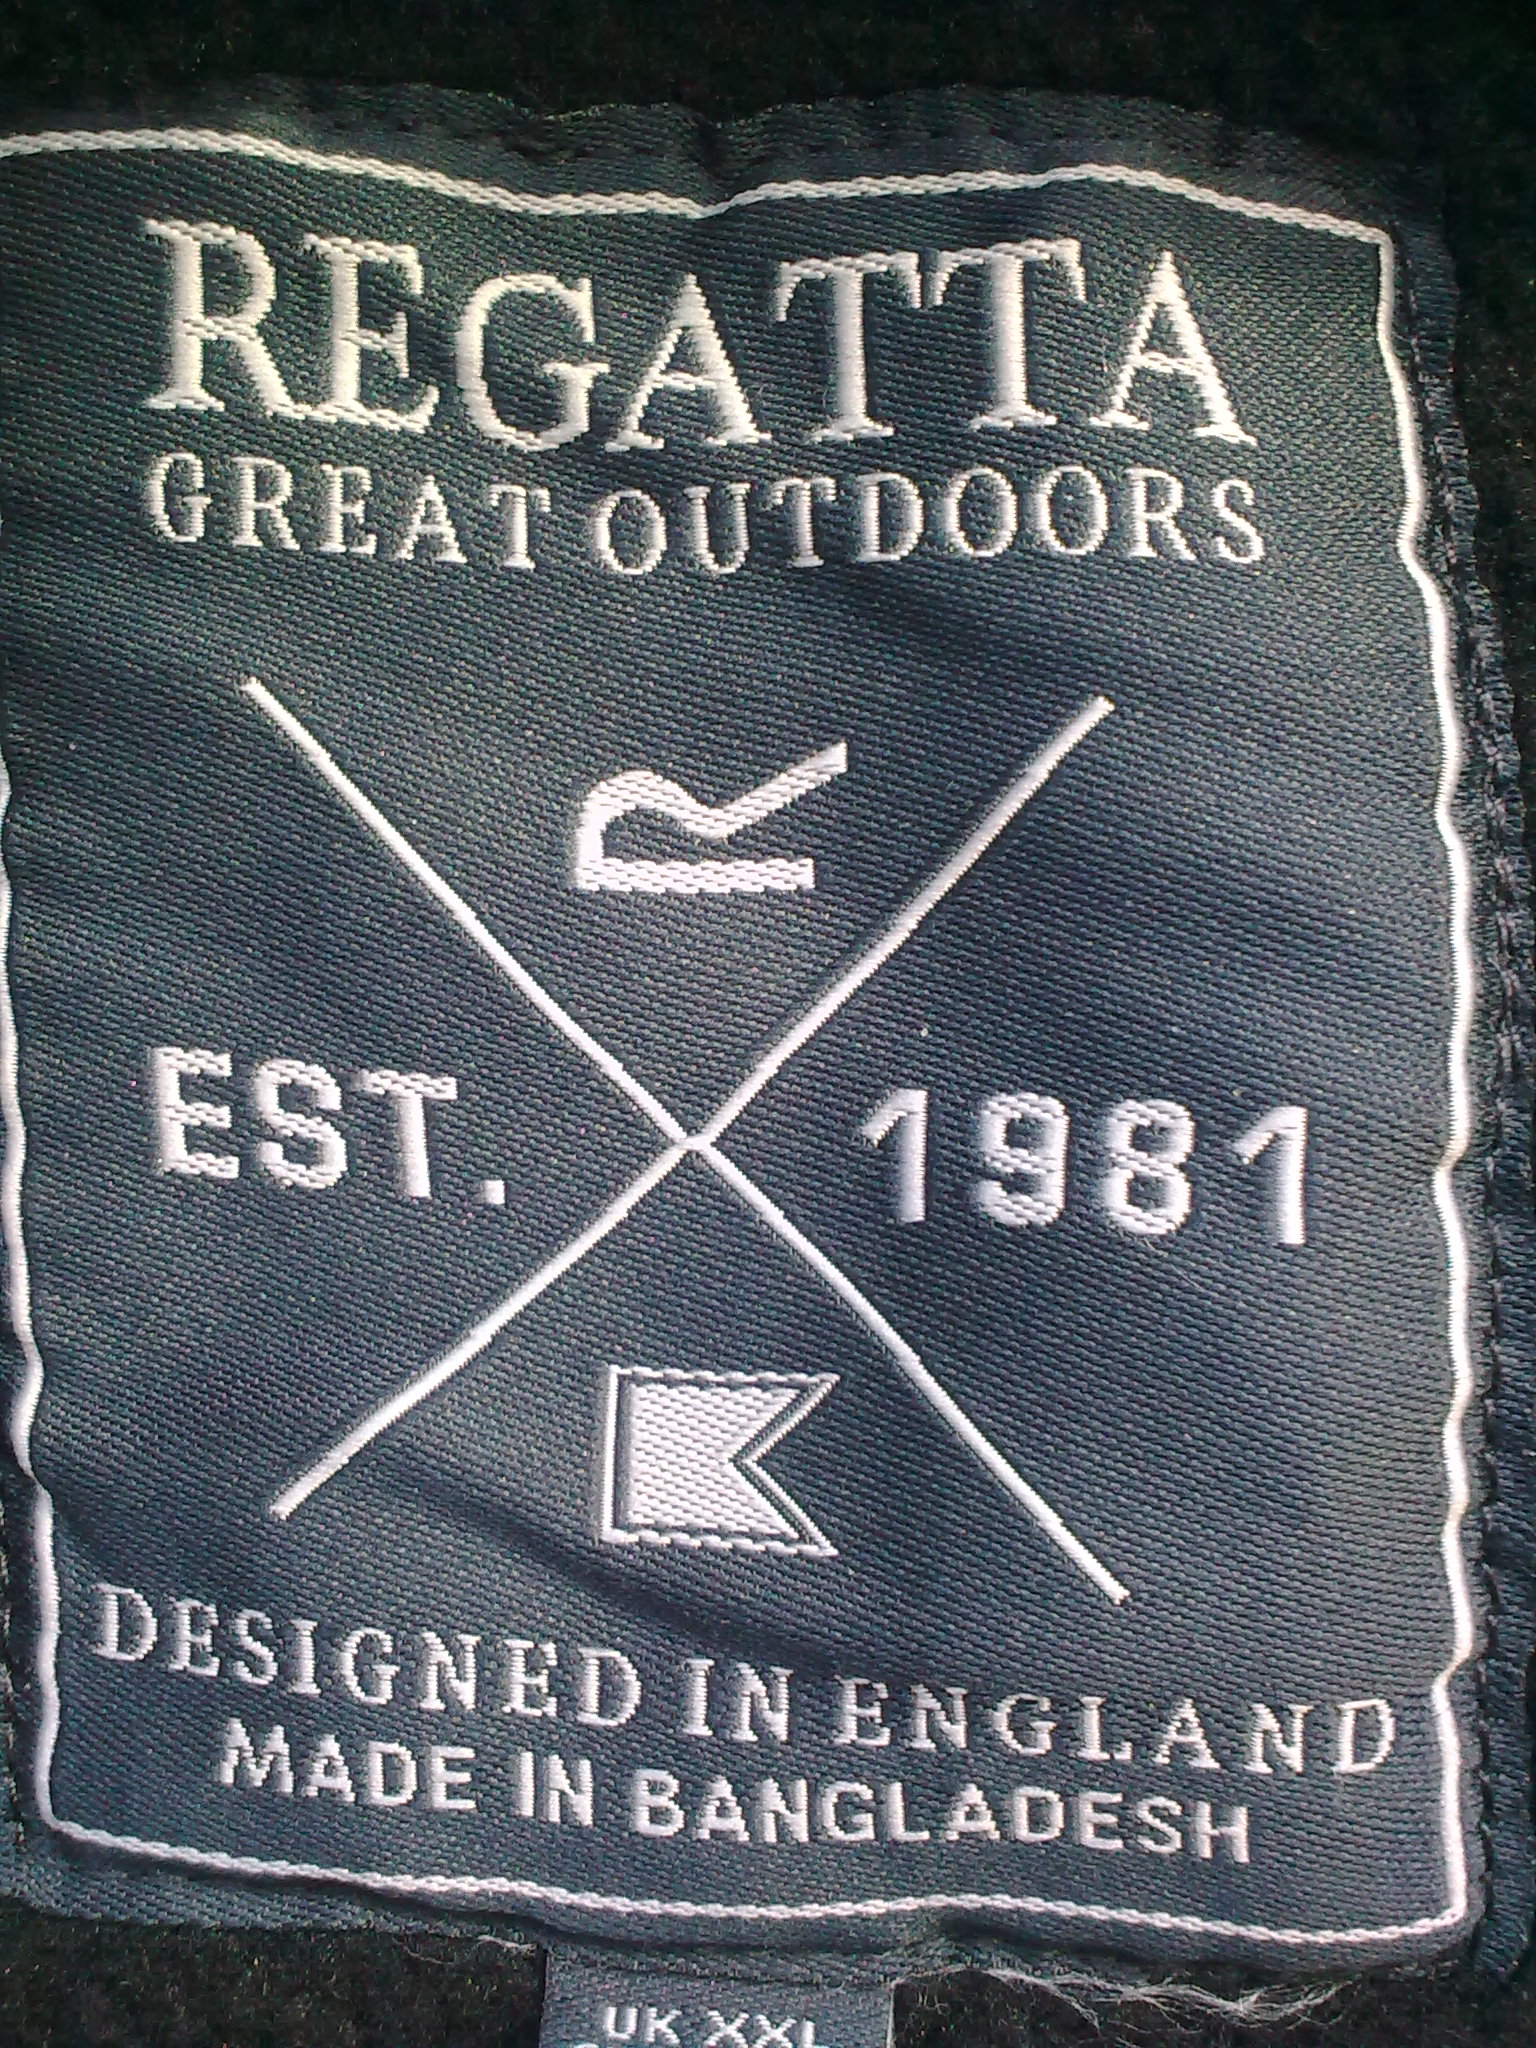 REGATTA
GREAT OUTDOORS
R
EST. 1981
DESIGNED IN ENGLAND
MADE IN BANGLADESH
UK XXL